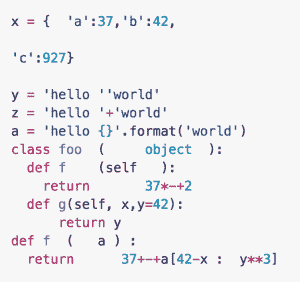 x = {  'a':37,'b':42,

'c':927}

y = 'hello ''world'
z = 'hello '+'world'
a = 'hello {}'.format('world')
class foo  (     object  ):
  def f    (self   ):
    return       37*-+2
  def g(self, x,y=42):
      return y
def f  (   a ) :
  return      37+-+a[42-x :  y**3]